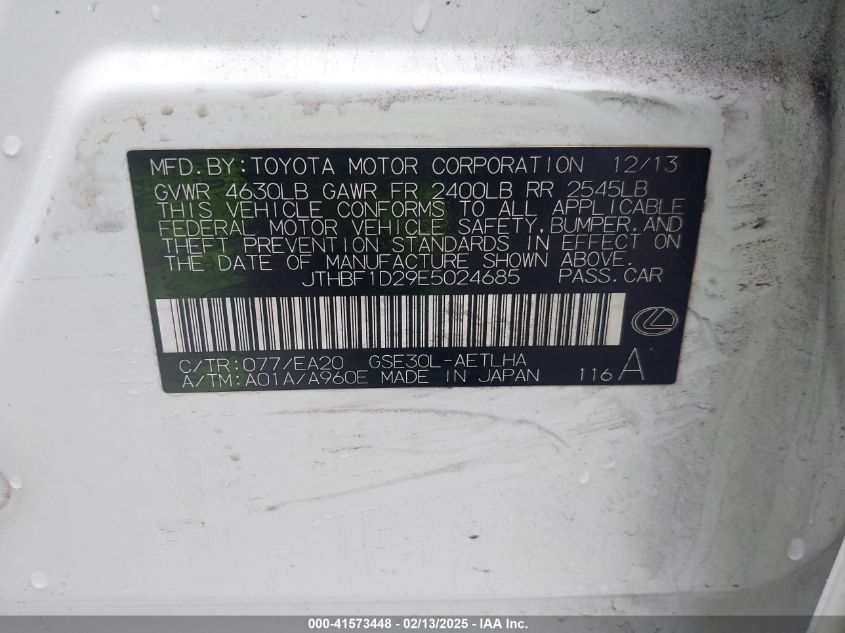 MFD.BY:TOYOTA MOTOR CORPORATION 12/13
GVWR 4630LB GAWR FR 2400LB RR 2545LB
THIS VEHICLE CONFORMS TO ALL APPLICABLE
FEDERAL MOTOR VEHICLE SAFETY,BUMPER,AND
THEFT PREVENTION STANDARDS IN EFFECT ON
THE DATE OF MANUFACTURE SHOWN ABOVE.
JTHBF1D29E5024685 PASS.CAR
C/TR:077/EA20 GSE30L-AETLHA
A/TM:A01A/A960E MADE IN JAPAN 116 A
000-41573448 - 02/13/2025 - IAA Inc.